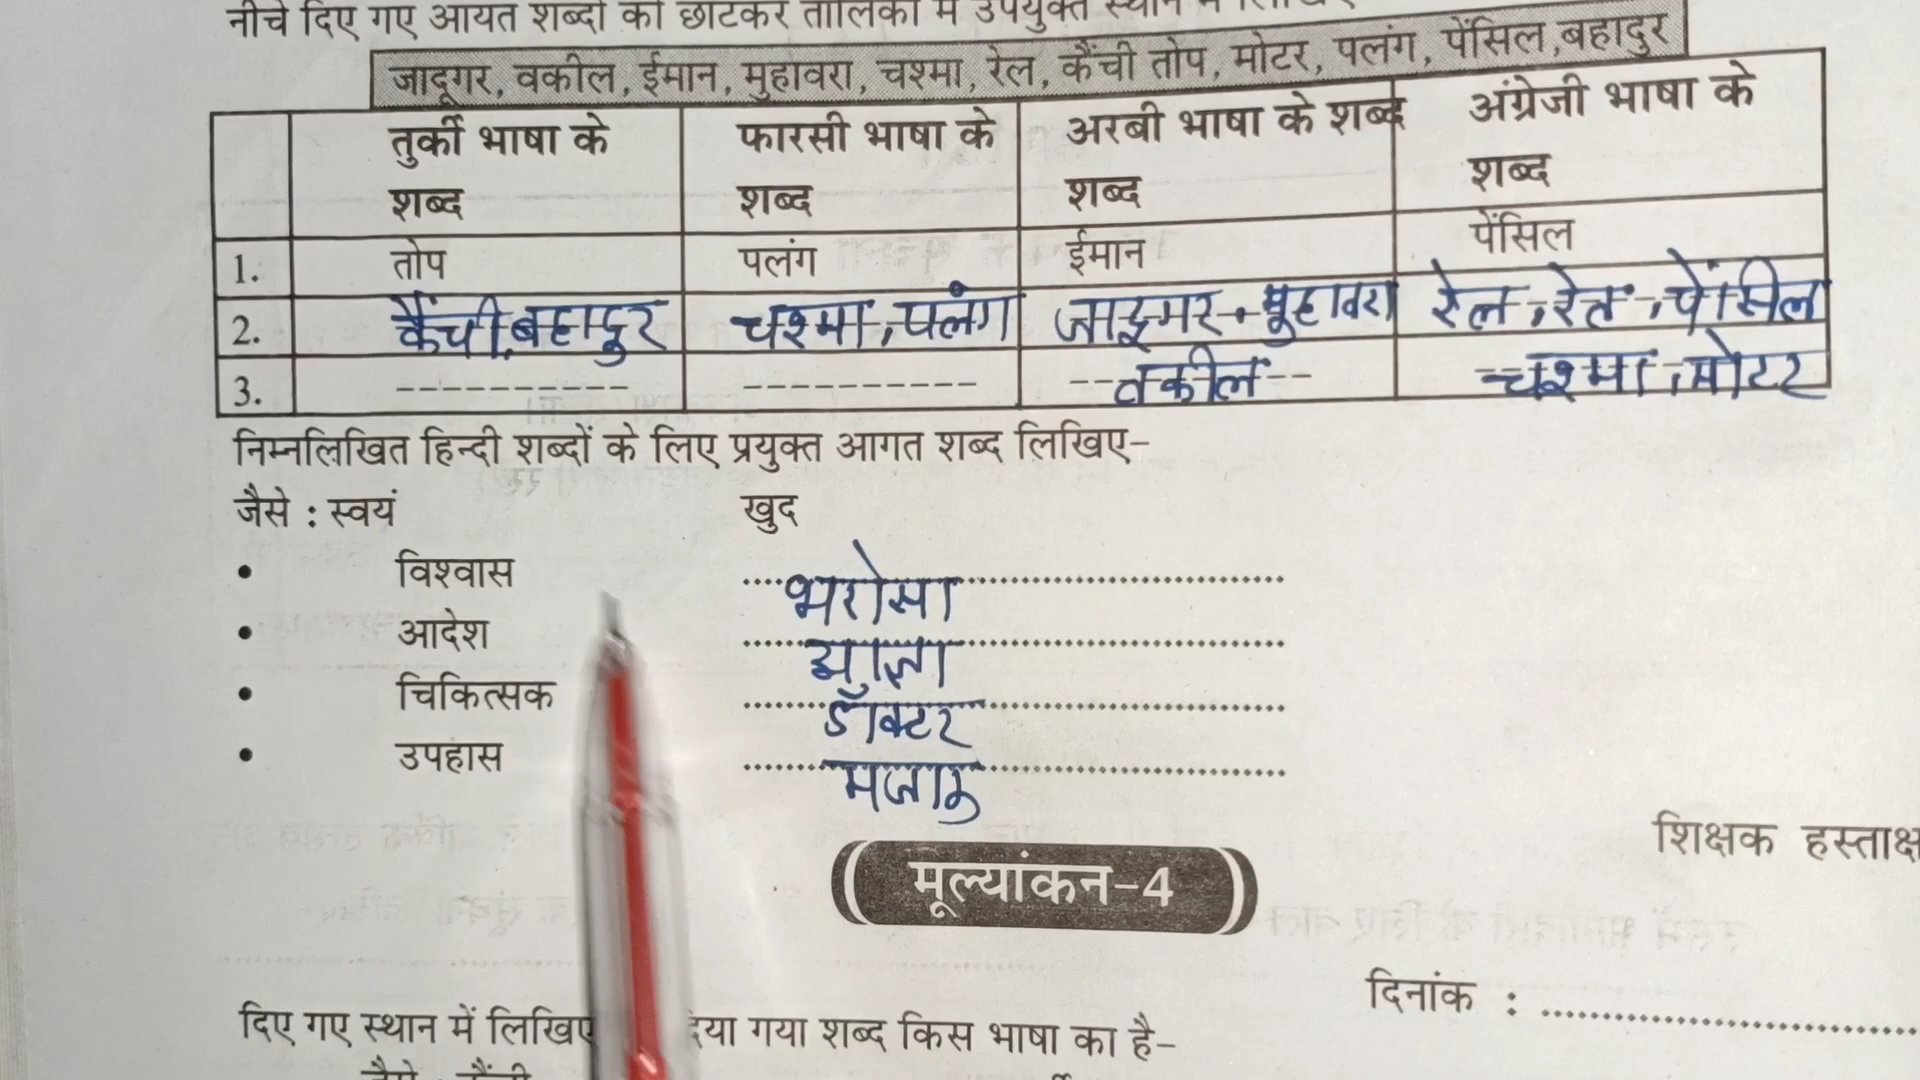 नीचे दिए गए आयत शब्दों को छाँटकर तालिका में उपयुक्त स्थान में लिखिए
जादूगर, वकील, ईमान, मुहावरा, चश्मा, रेल, कैंची तोप, मोटर, पलंग, पेंसिल,बहादुर
तुर्की भाषा के शब्द फारसी भाषा के शब्द अरबी भाषा के शब्द शब्द अंग्रेजी भाषा के शब्द
1. तोप पलंग ईमान पेंसिल
2. कैंची,बहादुर चश्मा,पलंग जादूगर, मुहावरा रेल,रेल,पेंसिल
3. ---------- ---------- --वकील-- चश्मा,मोटर
निम्नलिखित हिन्दी शब्दों के लिए प्रयुक्त आगत शब्द लिखिए-
जैसे : स्वयं खुद
• विश्वास भरोसा
• आदेश आज्ञा
• चिकित्सक डॉक्टर
• उपहास मजाक
शिक्षक हस्ताक्ष
मूल्यांकन-4
दिनांक : ..............................
दिए गए स्थान में लिखिए गया शब्द किस भाषा का है-